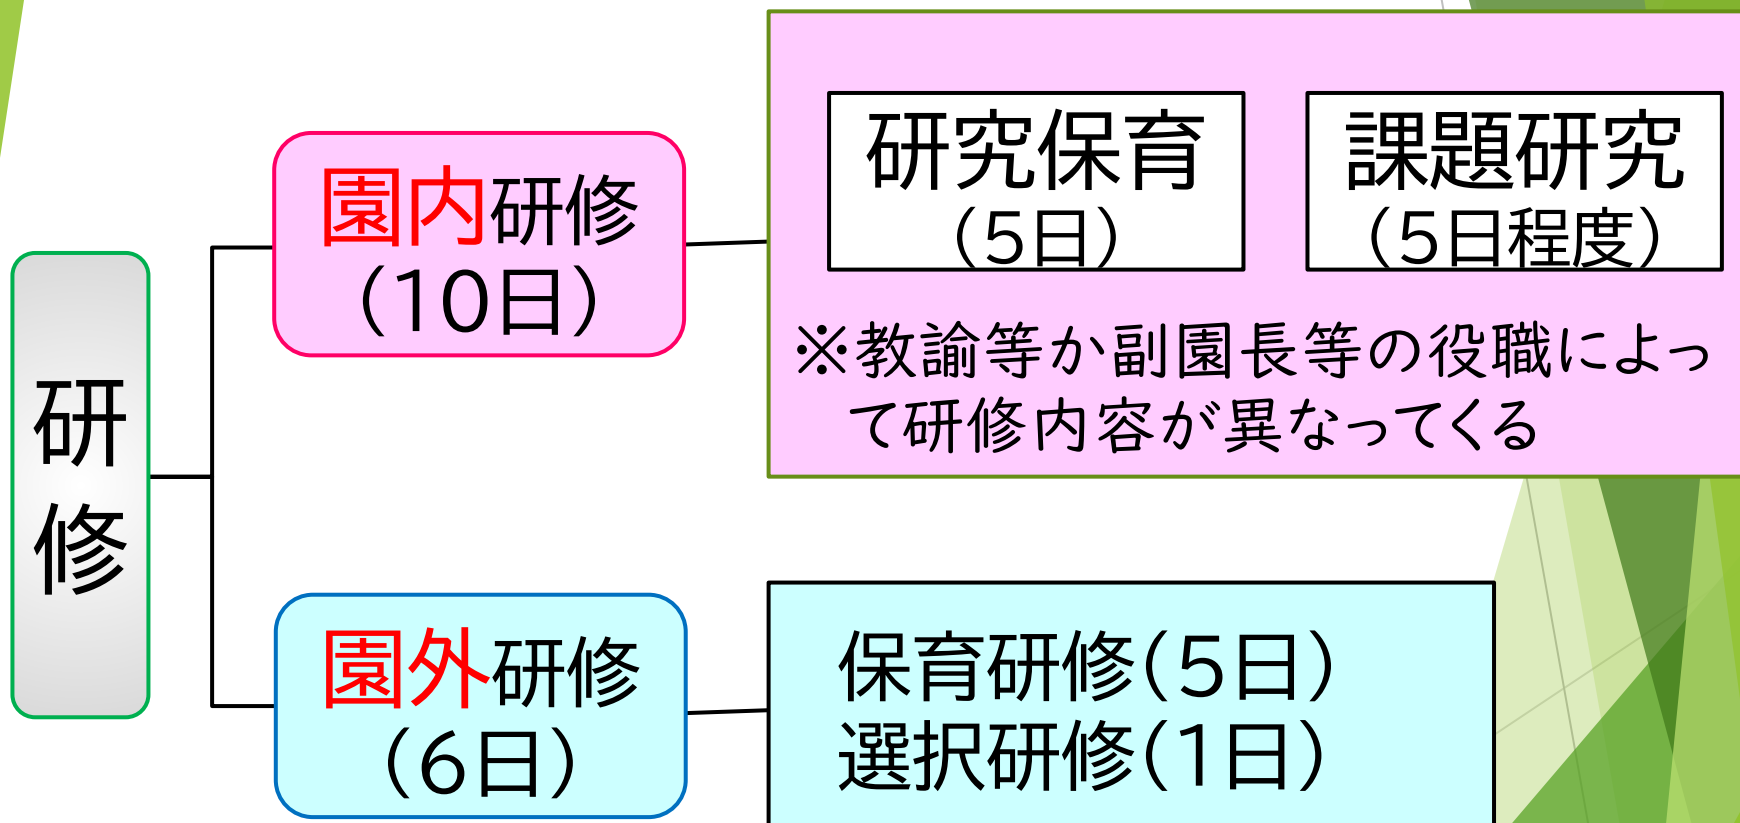 研
修
園内研修
（10日）
研究保育
（5日）
課題研究
（5日程度）
※教諭等か副園長等の役職によっ
て研修内容が異なってくる
園外研修
（6日）
保育研修（5日）
選択研修（1日）